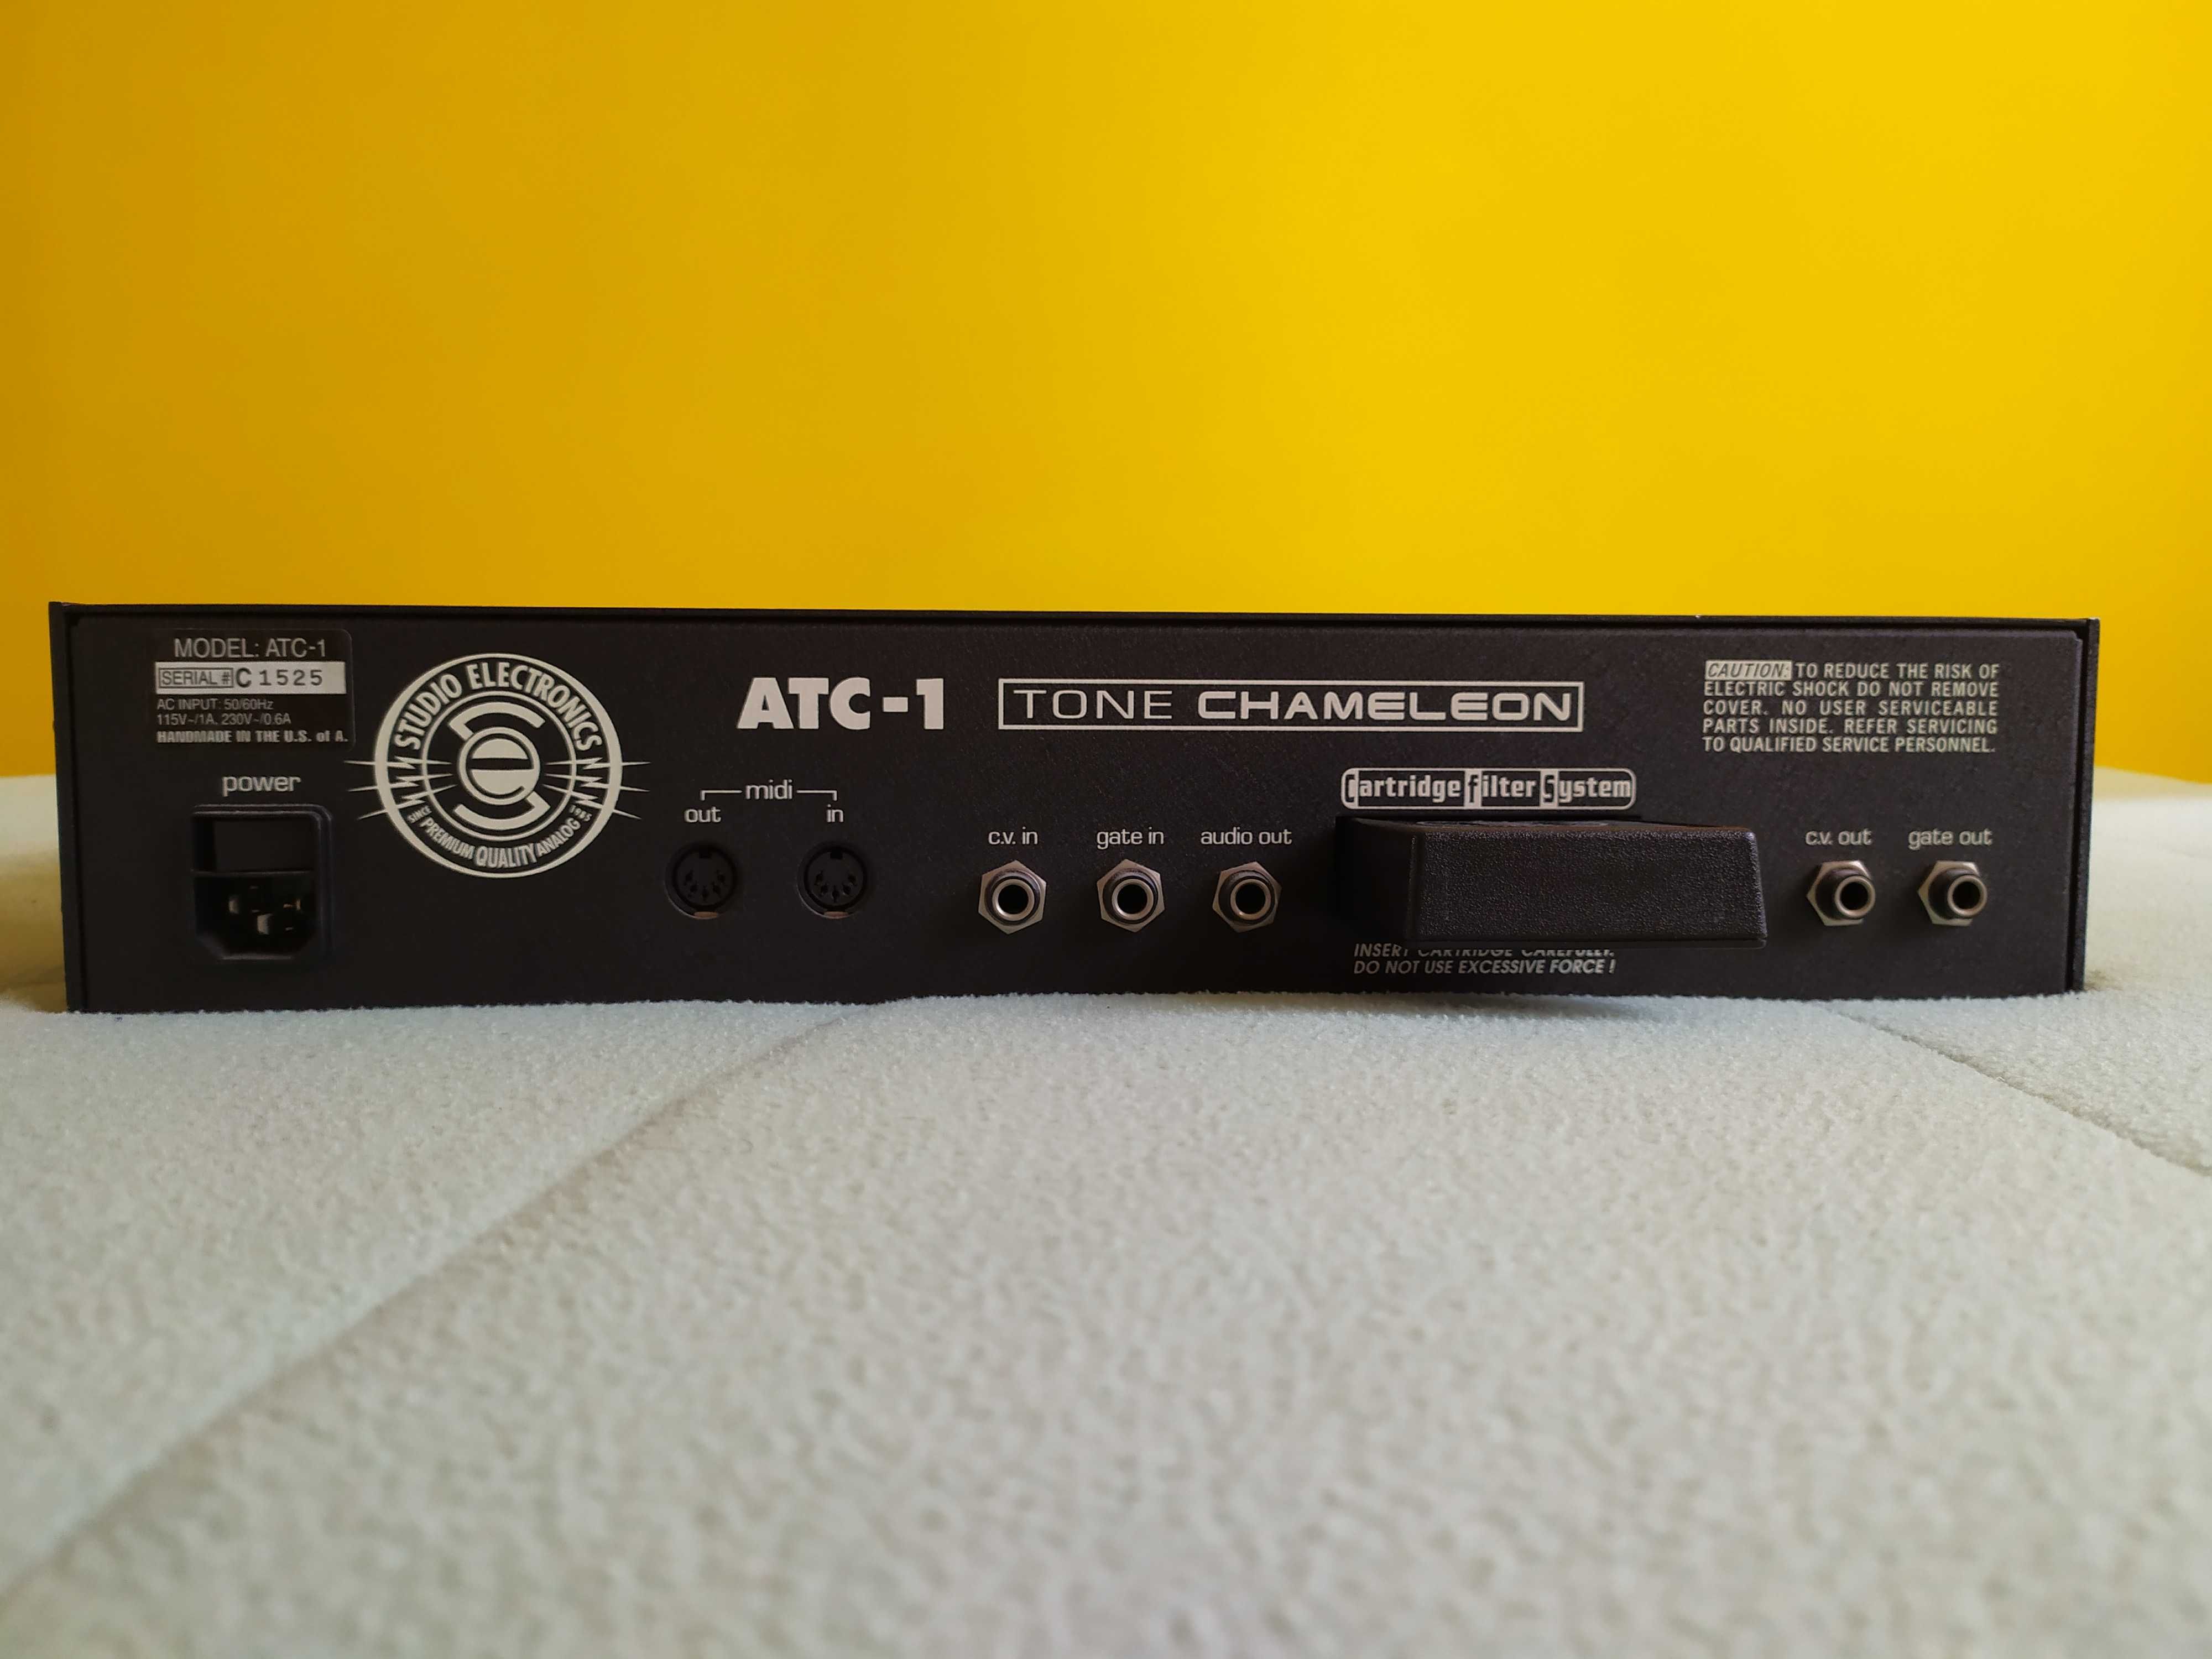 MODEL: ATC-1
SERIAL # C 1525
AC INPUT: 50/60Hz
115V~/1A, 230V~/0.6A
HANDMADE IN THE U.S. of A.
power
STUDIO ELECTRONICS
e
SINCE 1985
PREMIUM QUALITY ANALOG
ATC-1
TONE CHAMELEON
midi
out in
c.v. in gate in audio out
Cartridge Filter System
INSERT CARTRIDGE CAREFULLY.
DO NOT USE EXCESSIVE FORCE !
CAUTION: TO REDUCE THE RISK OF
ELECTRIC SHOCK DO NOT REMOVE
COVER. NO USER SERVICEABLE
PARTS INSIDE. REFER SERVICING
TO QUALIFIED SERVICE PERSONNEL.
c.v. out gate out